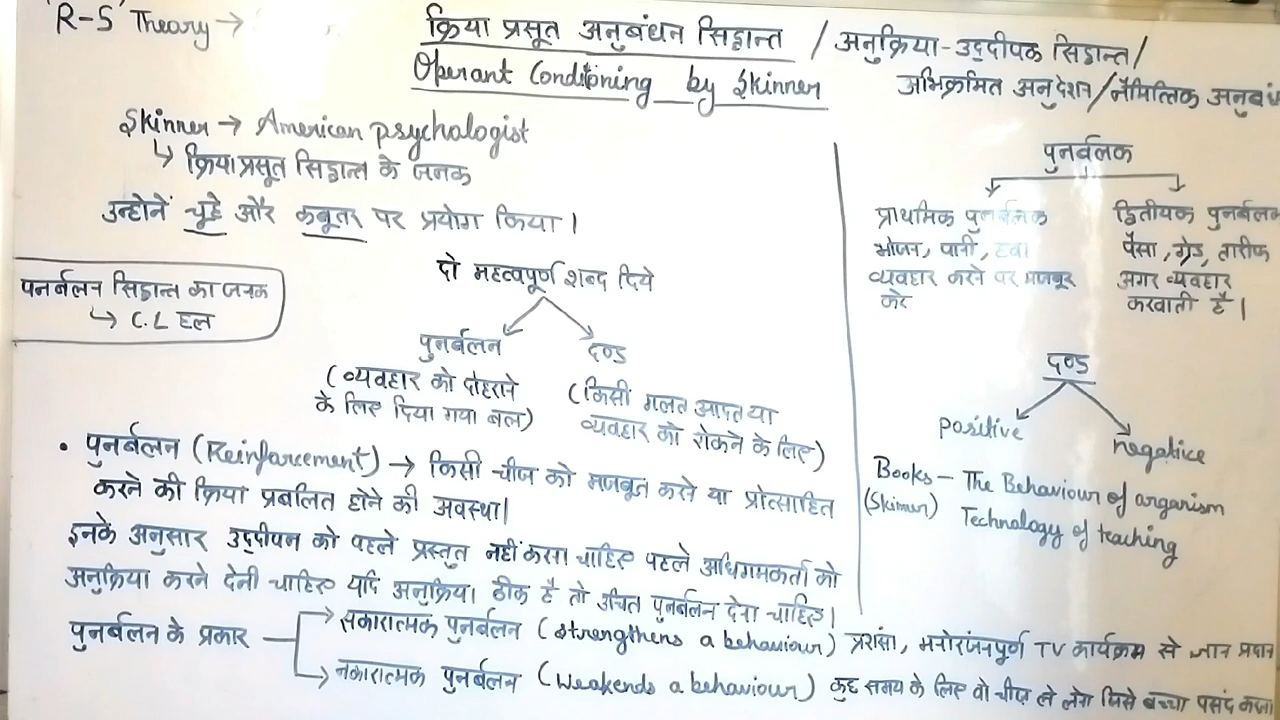 'R-S' Theory →
क्रिया प्रसूत अनुबंधन सिद्धान्त / अनुक्रिया-उद्दीपक सिद्धान्त/
Operant Conditioning by Skinner
अभिक्रमित अनुदेशन/नैमित्तिक अनुबं
Skinner → American psychologist
↳ क्रिया प्रसूत सिद्धान्त के जनक
उन्होनें चूहे और कबूतर पर प्रयोग किया।
पनर्बलन सिद्धान्त का जनक
↳ C.L हल
दो महत्वपूर्ण शब्द दिये
पुनर्बलन
(व्यवहार को दोहराने
के लिए दिया गया बल)
दण्ड
(किसी गलत आदत या
व्यवहार को रोकने के लिए)
• पुनर्बलन (Reinforcement) → किसी चीज को मजबूत करने या प्रोत्साहित
करने की क्रिया प्रबलित होने की अवस्था।
इनके अनुसार उद्दीपन को पहले प्रस्तुत नहीं करना चाहिए पहले अधिगमकर्ता को
अनुक्रिया करने देनी चाहिए यदि अनुक्रिया ठीक है तो उचित पुनर्बलन देना चाहिए।
पुनर्बलन के प्रकार
सकारात्मक पुनर्बलन (Strengthens a behaviour) प्रशंसा, मनोरंजनपूर्ण TV कार्यक्रम से ज्ञान प्रदान
नकारात्मक पुनर्बलन (Weakends a behaviour) कुछ समय के लिए वो चीज ले लेना जिसे बच्चा पसंद करता
पुनर्बलक
प्राथमिक पुनर्बलक
भोजन, पानी, हवा
व्यवहार करने पर मजबूर
करे
द्वितीयक पुनर्बलक
पैसा, ग्रेड, तारीफ
अगर व्यवहार
करवाती है।
दण्ड
positive
negative
Books – The Behaviour of organism
(Skinner) Technology of teaching